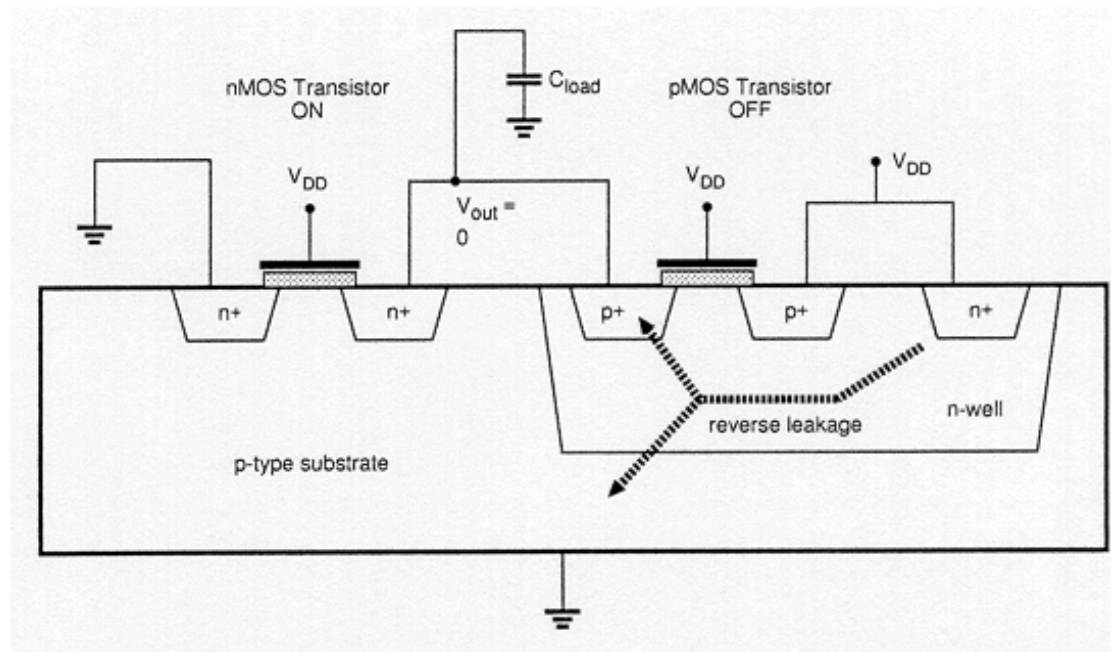 nMOS Transistor
ON
C_load
pMOS Transistor
OFF
V_DD
V_DD
V_DD
V_out =
0
n+
n+
p+
p+
n+
n-well
reverse leakage
p-type substrate